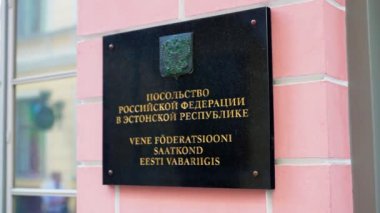 ПОСОЛЬСТВО
РОССИЙСКОЙ ФЕДЕРАЦИИ
В ЭСТОНСКОЙ РЕСПУБЛИКЕ
VENE FÖDERATSIOONI
SAATKOND
EESTI VABARIIGIS